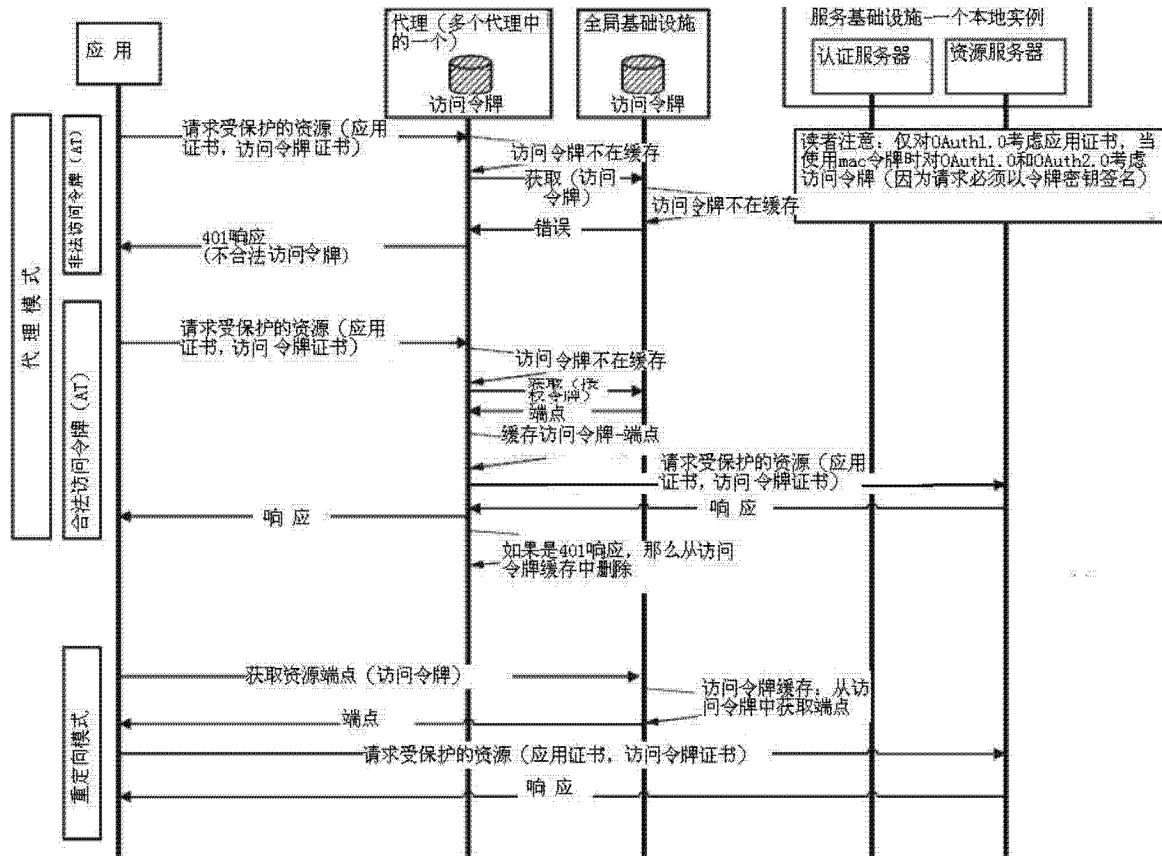 应 用
代理（多个代理中
的一个）
访问令牌
全局基础设施
访问令牌
服务基础设施-一个本地实例
认证服务器
资源服务器
读者注意：仅对OAuth1.0考虑应用证书，当
使用mac令牌时对OAuth1.0和OAuth2.0考虑
访问令牌（因为请求必须以令牌密钥签名）
代理模式
非法访问令牌（AT）
请求受保护的资源（应用
证书，访问令牌证书）
访问令牌不在缓存
获取（访问
令牌）
访问令牌不在缓存
错误
401响应
(不合法访问令牌)
合法访问令牌（AT）
请求受保护的资源（应用
证书，访问令牌证书）
访问令牌不在缓存
获取（授
权令牌）
端点
缓存访问令牌-端点
请求受保护的资源（应用
证书，访问令牌证书）
响 应
响 应
如果是401响应，那么从访问
令牌缓存中删除
重定向模式
获取资源端点（访问令牌）
访问令牌缓存：从访
问令牌中获取端点
端点
请求受保护的资源（应用证书，访问令牌证书）
响 应